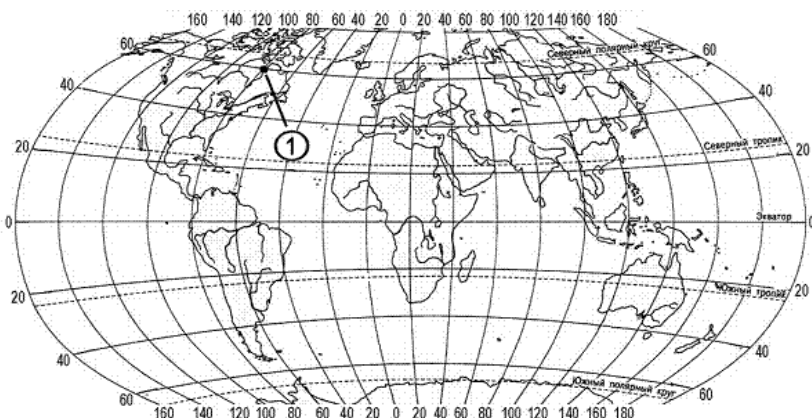 160 140 120 100 80 60 40 20 0 20 40 60 80 100 120 140 160 180
60 Северный полярный круг 60
40 40
1
20 Северный тропик 20
0 Экватор 0
20 Южный тропик 20
40 40
60 Южный полярный круг 60
160 140 120 100 80 60 40 20 0 20 40 60 80 100 120 140 160 180